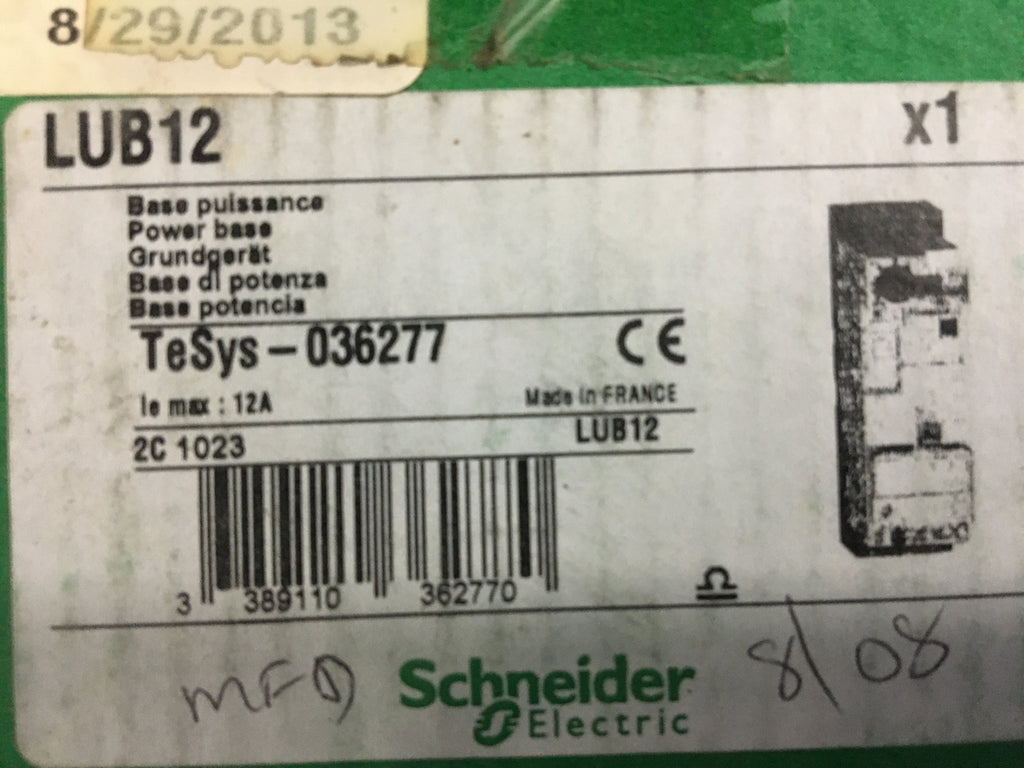 8/29/2013
LUB12 x1
Base puissance
Power base
Grundgerät
Base di potenza
Base potencia
TeSys – 036277 CE
Ie max : 12A Made in FRANCE
2C 1023 LUB12
3 389110 362770
MFD Schneider Electric 8/08